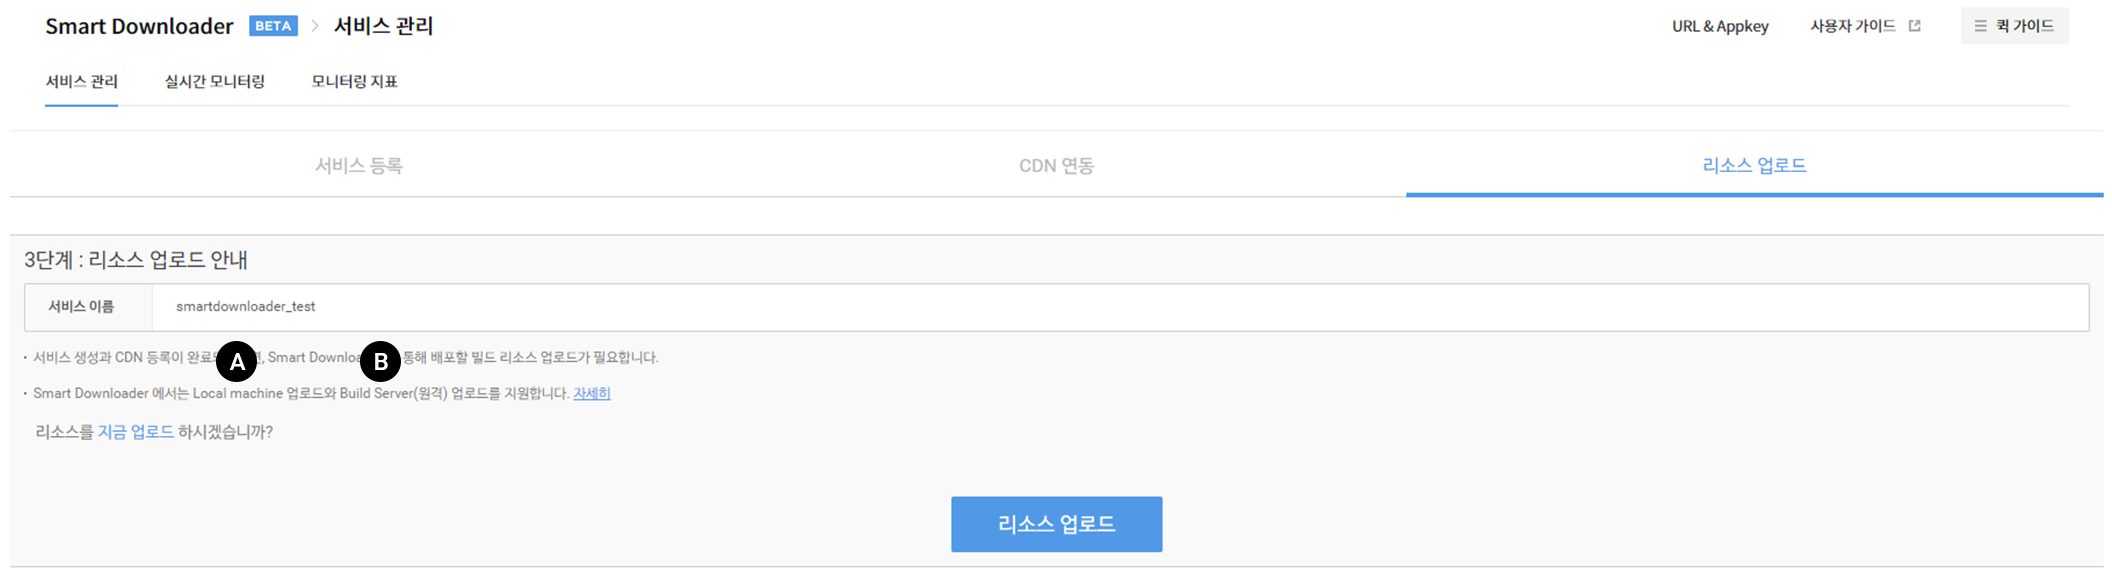 Smart Downloader BETA > 서비스 관리
URL & Appkey 사용자 가이드 퀵 가이드
서비스 관리 실시간 모니터링 모니터링 지표
서비스 등록 CDN 연동 리소스 업로드
3단계 : 리소스 업로드 안내
서비스 이름 smartdownloader_test
A B
· 서비스 생성과 CDN 등록이 Smart 통해 배포할 빌드 리소스 업로드가 필요합니다.
· Smart Downloader 에서는 Local machine 업로드와 Build Server(원격) 업로드를 지원합니다. 자세히
리소스를 지금 업로드 하시겠습니까?
리소스 업로드